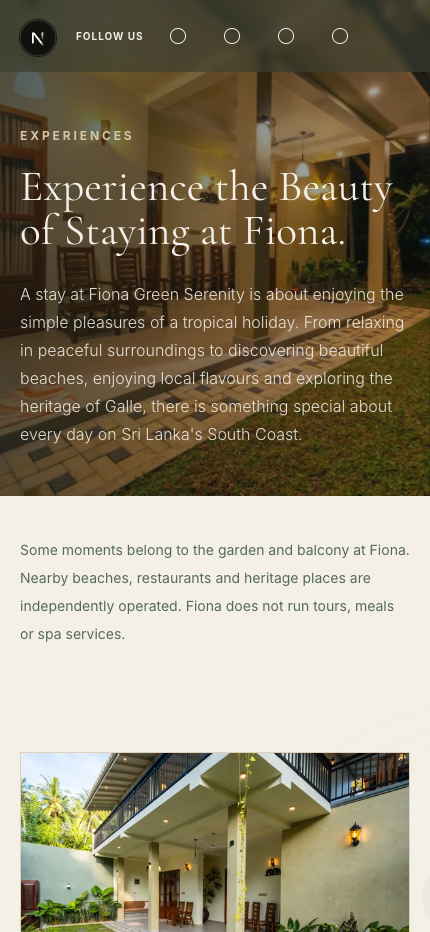 N
FOLLOW US
EXPERIENCES
Experience the Beauty
of Staying at Fiona.
A stay at Fiona Green Serenity is about enjoying the
simple pleasures of a tropical holiday. From relaxing
in peaceful surroundings to discovering beautiful
beaches, enjoying local flavours and exploring the
heritage of Galle, there is something special about
every day on Sri Lanka's South Coast.
Some moments belong to the garden and balcony at Fiona.
Nearby beaches, restaurants and heritage places are
independently operated. Fiona does not run tours, meals
or spa services.